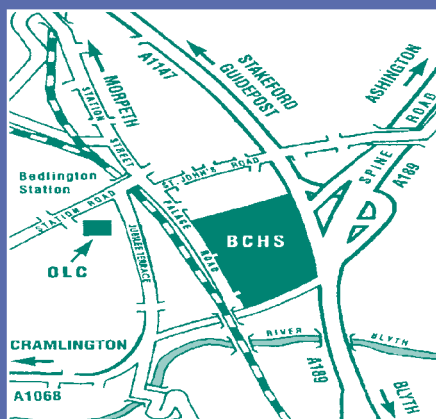 A1147
STAKEFORD
GUIDEPOST
ASHINGTON
MORPETH
STATION
STREET
SPINE ROAD
A189
JOHN'S ROAD
Bedlington
Station
STATION ROAD
PALACE
ROAD
BCHS
OLC
JUBILEE TERRACE
CRAMLINGTON
A1068
RIVER
BLYTH
A189
BLYTH